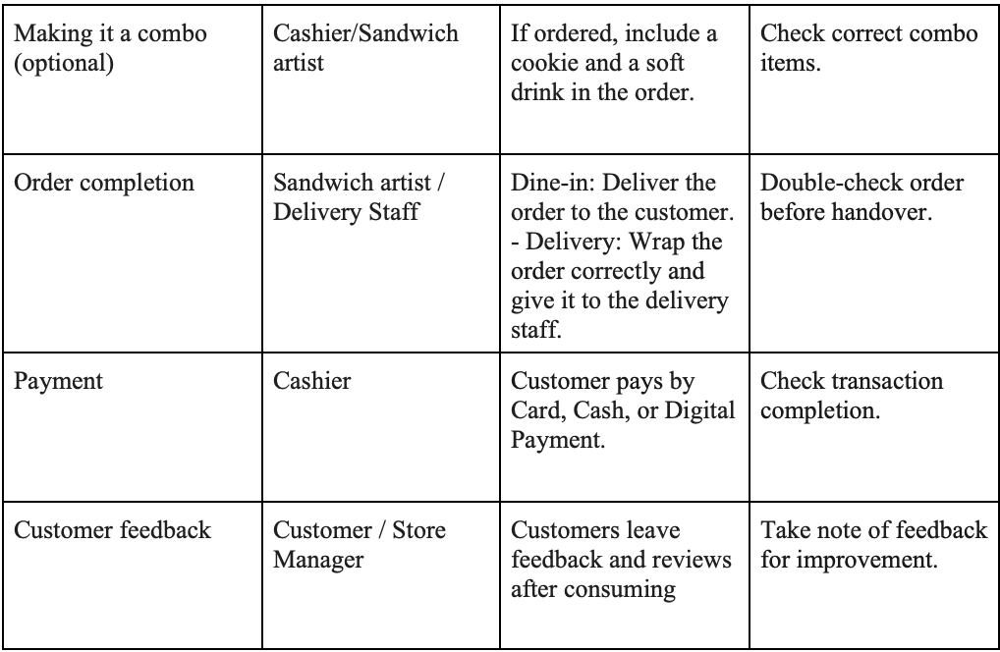 Making it a combo
(optional)
Cashier/Sandwich
artist
If ordered, include a
cookie and a soft
drink in the order.
Check correct combo
items.
Order completion
Sandwich artist /
Delivery Staff
Dine-in: Deliver the
order to the customer.
- Delivery: Wrap the
order correctly and
give it to the delivery
staff.
Double-check order
before handover.
Payment
Cashier
Customer pays by
Card, Cash, or Digital
Payment.
Check transaction
completion.
Customer feedback
Customer / Store
Manager
Customers leave
feedback and reviews
after consuming
Take note of feedback
for improvement.